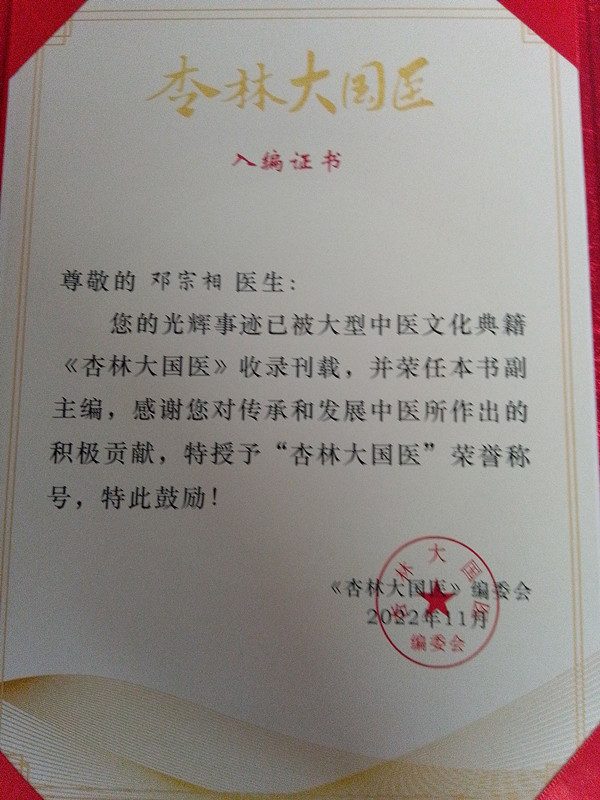 杏林大国医
入编证书
尊敬的 邓宗相 医生：
您的光辉事迹已被大型中医文化典籍
《杏林大国医》收录刊载，并荣任本书副
主编，感谢您对传承和发展中医所作出的
积极贡献，特授予“杏林大国医”荣誉称
号，特此鼓励！
《杏林大国医》编委会
2022年11月
杏林大国医
编委会